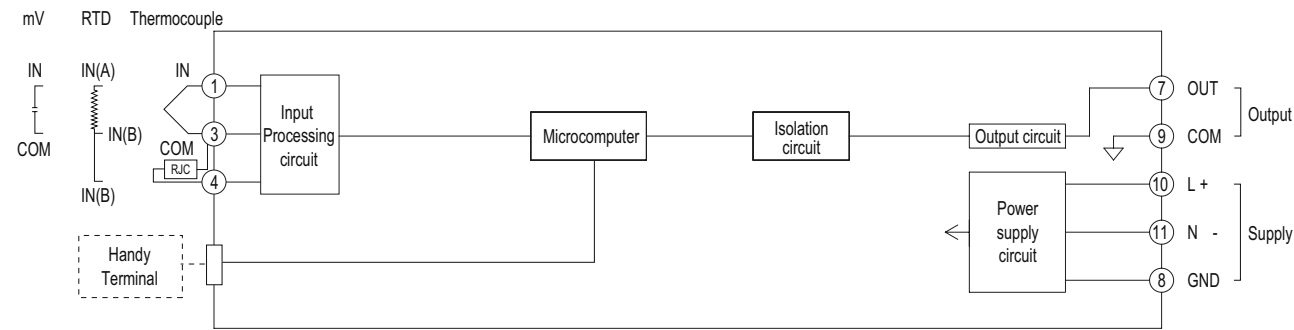 mV RTD Thermocouple
IN IN(A) IN 1
IN(B) 3
COM COM
RJC
4
IN(B)
Input
Processing
circuit
Microcomputer
Isolation
circuit
Output circuit
7 OUT
9 COM
Output
10 L +
11 N -
8 GND
Supply
Power
supply
circuit
Handy
Terminal